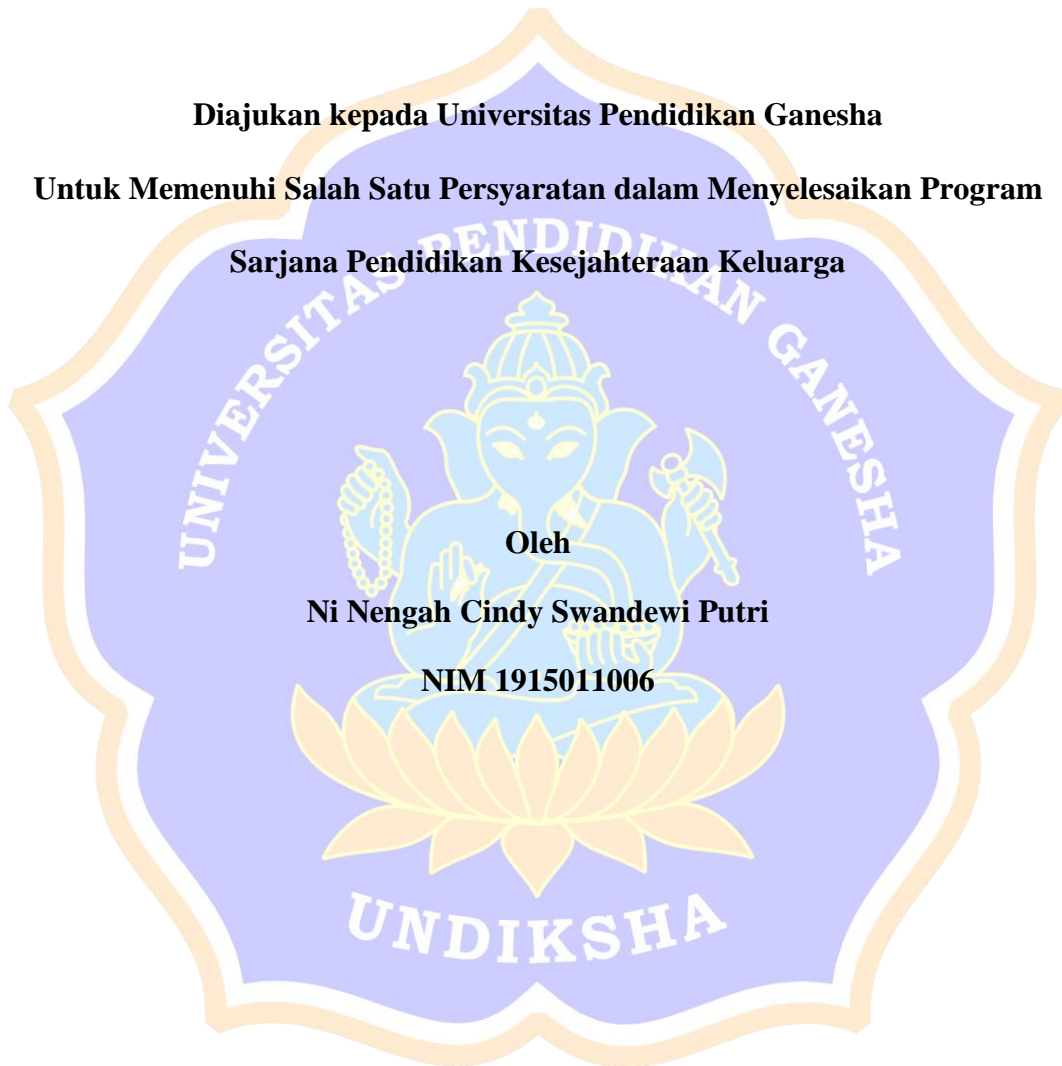 Diajukan kepada Universitas Pendidikan Ganesha
Untuk Memenuhi Salah Satu Persyaratan dalam Menyelesaikan Program
Sarjana Pendidikan Kesejahteraan Keluarga
UNIVERSITAS PENDIDIKAN GANESHA
Oleh
Ni Nengah Cindy Swandewi Putri
NIM 1915011006
UNDIKSHA